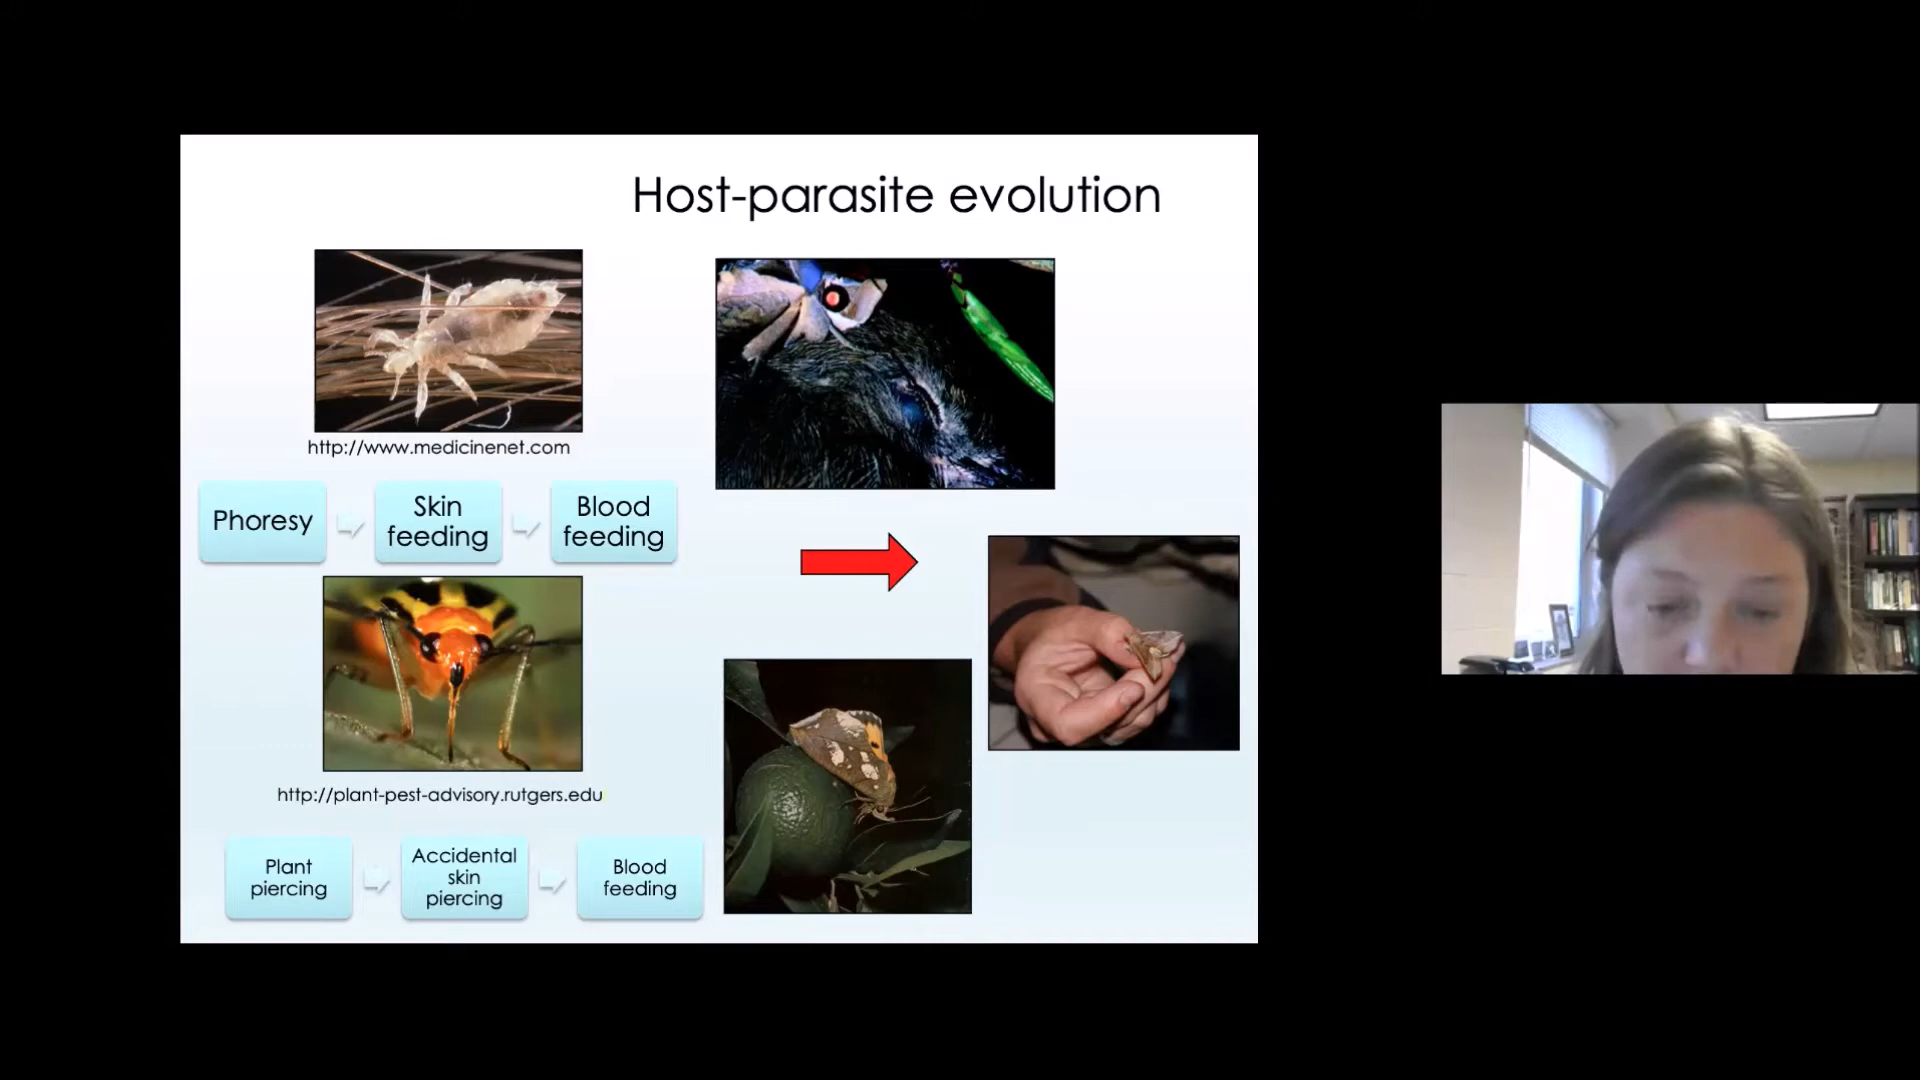 Host-parasite evolution
http://www.medicinenet.com
Phoresy
Skin
feeding
Blood
feeding
http://plant-pest-advisory.rutgers.edu
Plant
piercing
Accidental
skin
piercing
Blood
feeding